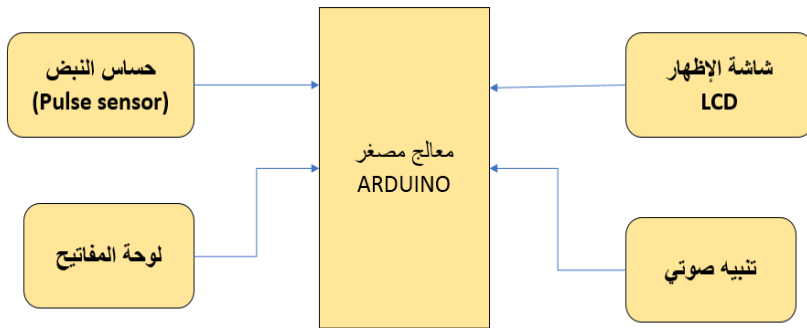 حساس النبض
(Pulse sensor)
شاشة الإظهار
LCD
معالج مصغر
ARDUINO
لوحة المفاتيح
تنبيه صوتي